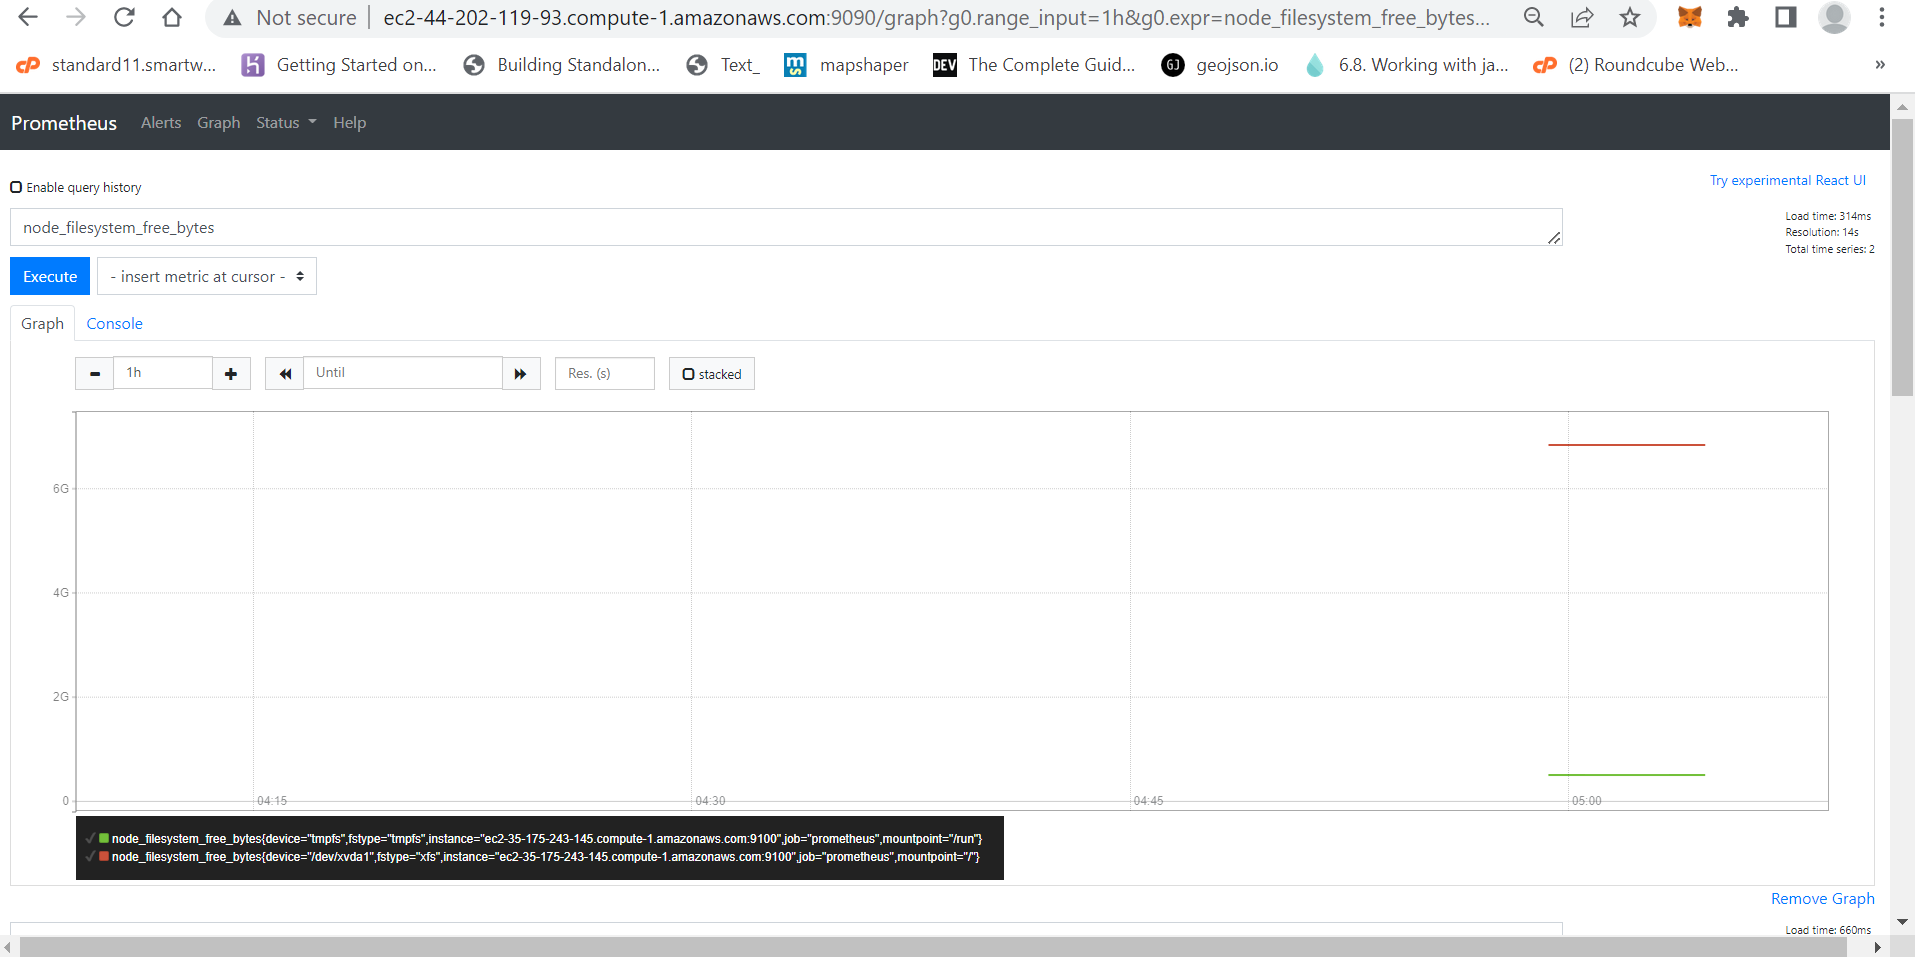 Not secure | ec2-44-202-119-93.compute-1.amazonaws.com:9090/graph?g0.range_input=1h&g0.expr=node_filesystem_free_bytes...
standard11.smartw... Getting Started on... Building Standalon... Text_ mapshaper The Complete Guid... geojson.io 6.8. Working with ja... (2) Roundcube Web... »
Prometheus Alerts Graph Status Help
Enable query history
Try experimental React UI
node_filesystem_free_bytes
Load time: 314ms
Resolution: 14s
Total time series: 2
Execute - insert metric at cursor -
Graph Console
1h Until Res. (s) stacked
6G
4G
2G
0
04:15 04:30 04:45 05:00
✓ node_filesystem_free_bytes{device="tmpfs",fstype="tmpfs",instance="ec2-35-175-243-145.compute-1.amazonaws.com:9100",job="prometheus",mountpoint="/run"}
✓ node_filesystem_free_bytes{device="/dev/xvda1",fstype="xfs",instance="ec2-35-175-243-145.compute-1.amazonaws.com:9100",job="prometheus",mountpoint="/"}
Remove Graph
Load time: 660ms